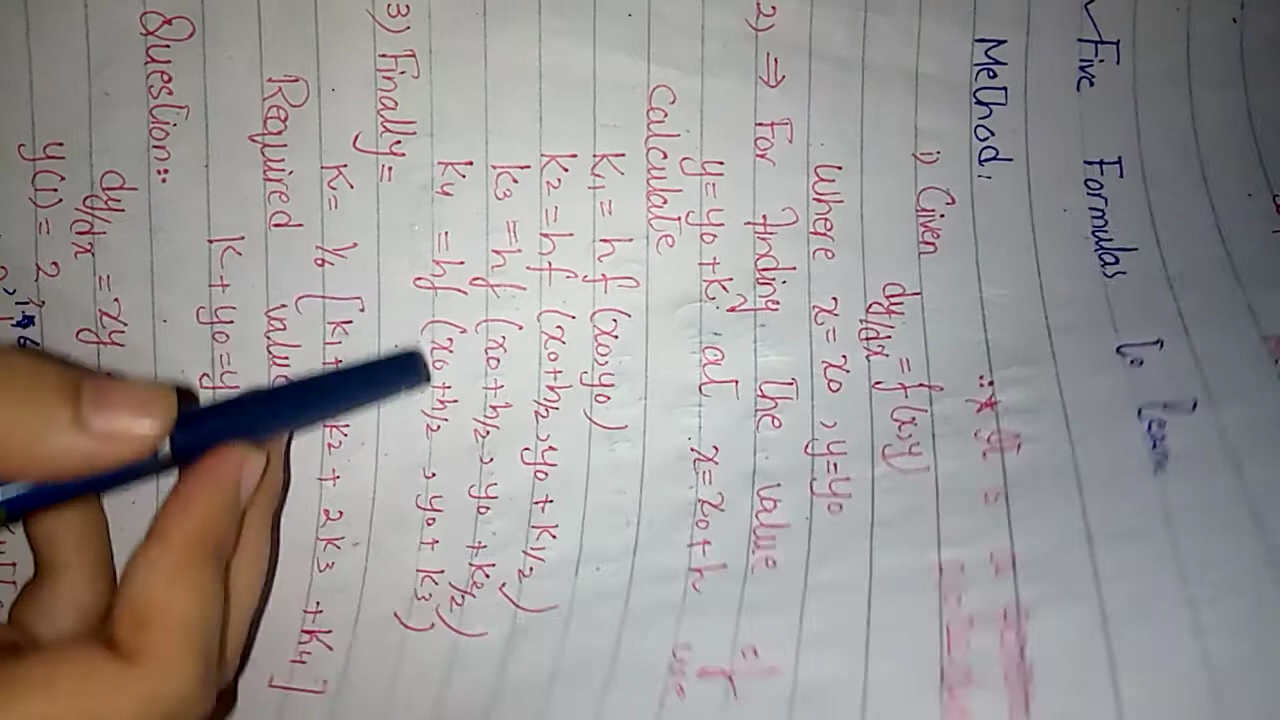 Five Formulas To learn
Method:
i) Given
dy/dx = f(x,y)
Where x = x0 , y = y0
2) ⇒ For finding the value
y = y0 + k at x = x0 + h
Calculate
K1 = hf (x0,y0)
K2 = hf (x0+h/2, y0 + K1/2)
K3 = hf (x0+h/2, y0 + K2/2)
K4 = hf (x0+h/2, y0 + K3)
3) Finally =
K = 1/6 [K1 + K2 + 2K3 + K4]
Required value
K + y0 = y
Question::
dy/dx = xy
y(1) = 2